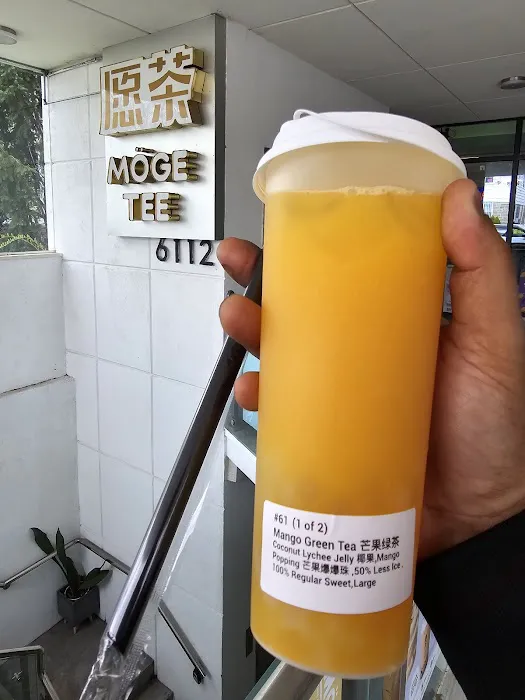 原茶
MOGE
TEE
6112
#61 (1 of 2)
Mango Green Tea 芒果绿茶
Coconut Lychee Jelly 椰果,Mango
Popping 芒果爆爆珠 ,50% Less Ice ,
100% Regular Sweet,Large